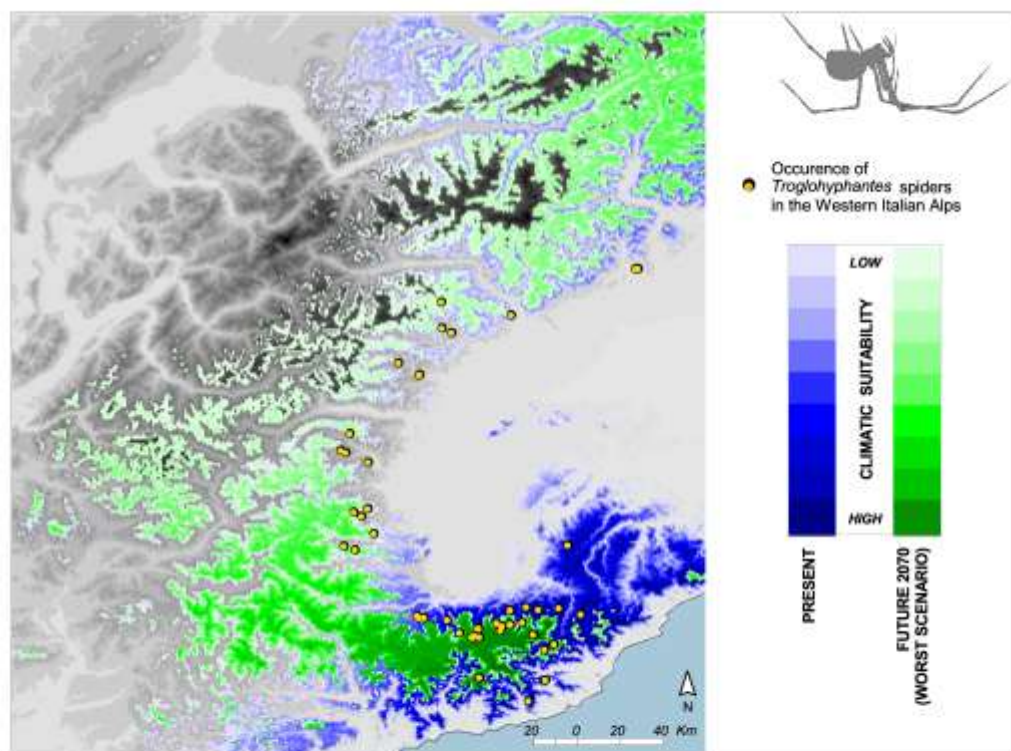 Occurence of
Troglohyphantes spiders
in the Western Italian Alps
LOW
CLIMATIC SUITABILITY
HIGH
PRESENT
FUTURE 2070
(WORST SCENARIO)
N
20 0 20 40 Km